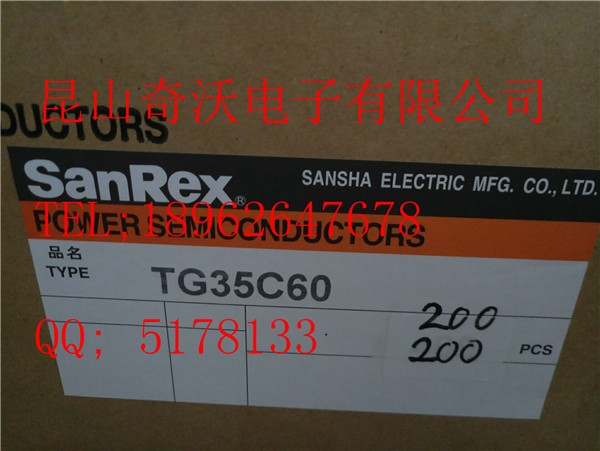 昆山奇沃电子有限公司
DUCTORS
SanRex® SANSHA ELECTRIC MFG. CO., LTD.
TEL,18962647678
POWER SEMICONDUCTORS
品名
TYPE TG35C60
200
QQ; 5178133
200 PCS